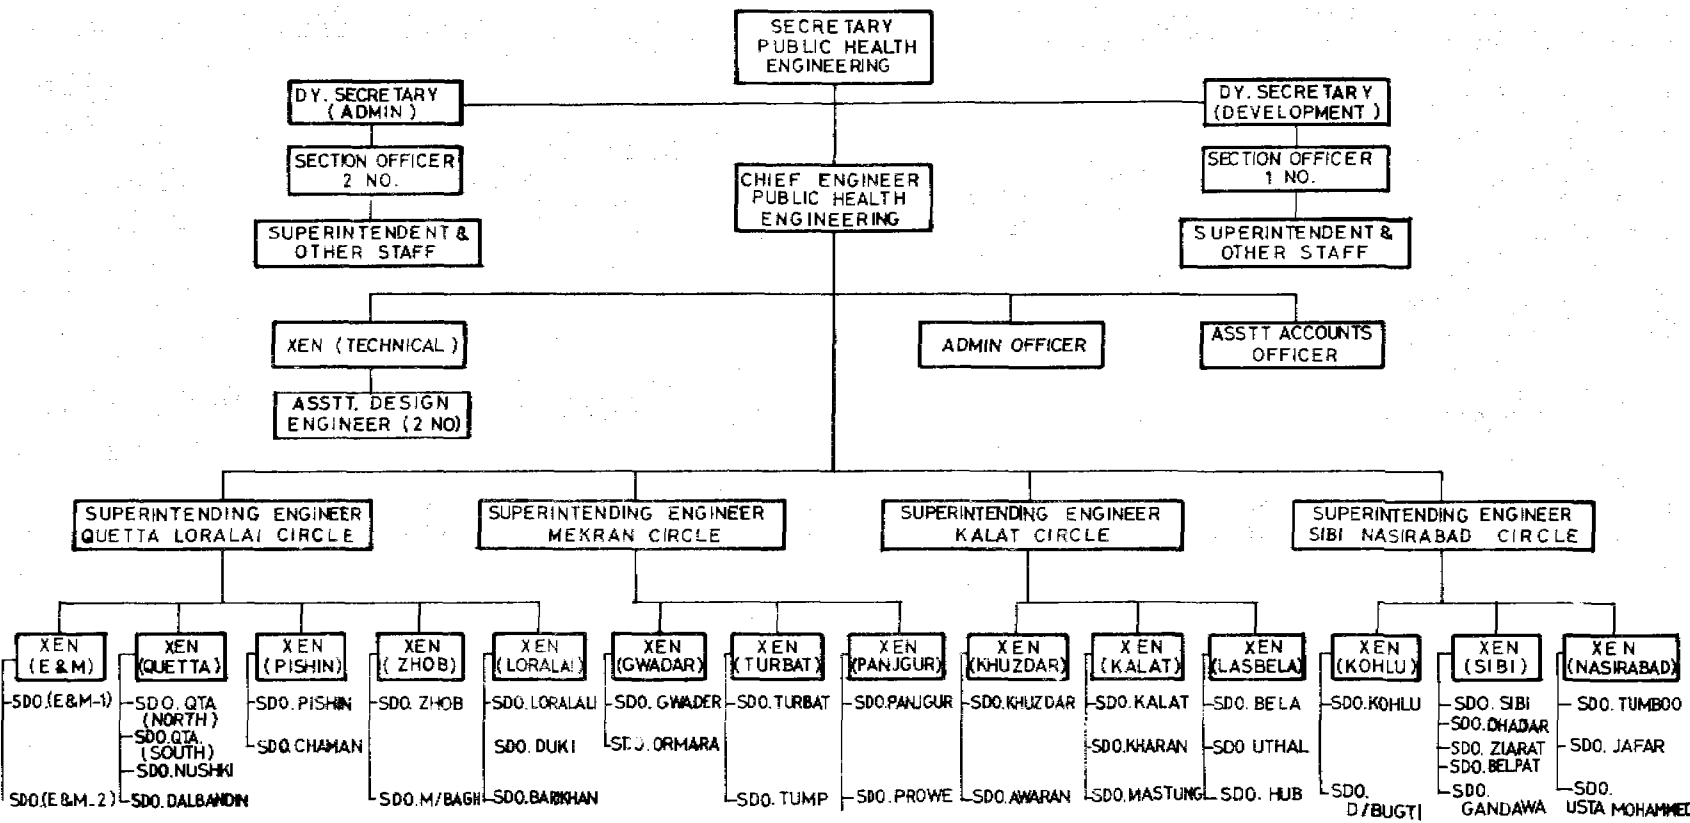 SECRETARY
PUBLIC HEALTH
ENGINEERING
DY. SECRETARY
(ADMIN)
DY. SECRETARY
(DEVELOPMENT)
SECTION OFFICER
2 NO.
CHIEF ENGINEER
PUBLIC HEALTH
ENGINEERING
SECTION OFFICER
1 NO.
SUPERINTENDENT &
OTHER STAFF
SUPERINTENDENT &
OTHER STAFF
XEN (TECHNICAL)
ADMIN OFFICER
ASSTT ACCOUNTS
OFFICER
ASSTT. DESIGN
ENGINEER (2 NO)
SUPERINTENDING ENGINEER
QUETTA LORALAI CIRCLE
SUPERINTENDING ENGINEER
MEKRAN CIRCLE
SUPERINTENDING ENGINEER
KALAT CIRCLE
SUPERINTENDING ENGINEER
SIBI NASIRABAD CIRCLE
XEN
(E&M)
SDO.(E&M-1)
SDO.(E&M-2)
XEN
(QUETTA)
SDO. QTA
(NORTH)
SDO.QTA.
(SOUTH)
SDO.NUSHKI
SDO.DALBANDIN
XEN
(PISHIN)
SDO.PISHIN
SDO.CHAMAN
XEN
(ZHOB)
SDO. ZHOB
SDO.M/BAGH
XEN
(LORALAI)
SDO.LORALALI
SDO. DUKI
SDO.BARKHAN
XEN
(GWADAR)
SDO. GWADER
SDO. ORMARA
XEN
(TURBAT)
SDO.TURBAT
SDO. TUMP
XEN
(PANJGUR)
SDO.PANJGUR
SDO. PROWE
XEN
(KHUZDAR)
SDO.KHUZDAR
SDO.AWARAN
XEN
(KALAT)
SDO.KALAT
SDO.KHARAN
SDO.MASTUNG
XEN
(LASBELA)
SDO. BELA
SDO UTHAL
SDO. HUB
XEN
(KOHLU)
SDO.KOHLU
SDO.
D/BUGTI
XEN
(SIBI)
SDO. SIBI
SDO.DHADAR
SDO. ZIARAT
SDO.BELPAT
SDO.
GANDAWA
XEN
(NASIRABAD)
SDO. TUMBOO
SDO. JAFAR
SDO.
USTA MOHAMMED